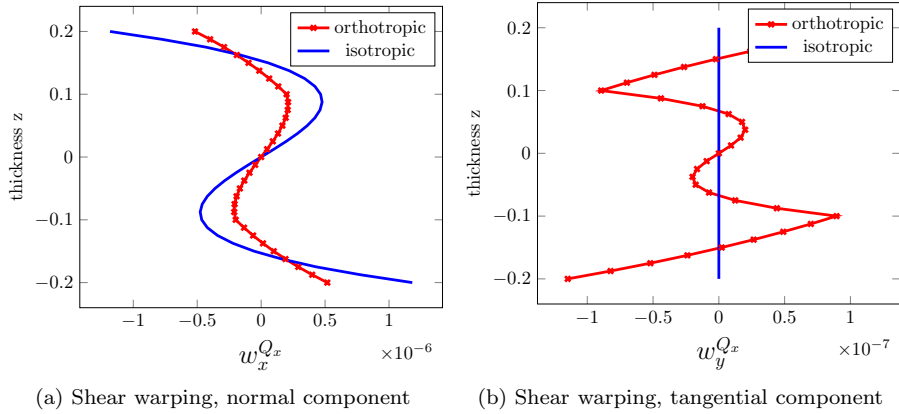 orthotropic
isotropic
0.2
0.1
0
−0.1
−0.2
thickness z
−1
−0.5
0
0.5
1
×10⁻⁶
w_x^{Q_x}
(a) Shear warping, normal component
orthotropic
isotropic
0.2
0.1
0
−0.1
−0.2
thickness z
−1
−0.5
0
0.5
1
×10⁻⁷
w_y^{Q_x}
(b) Shear warping, tangential component